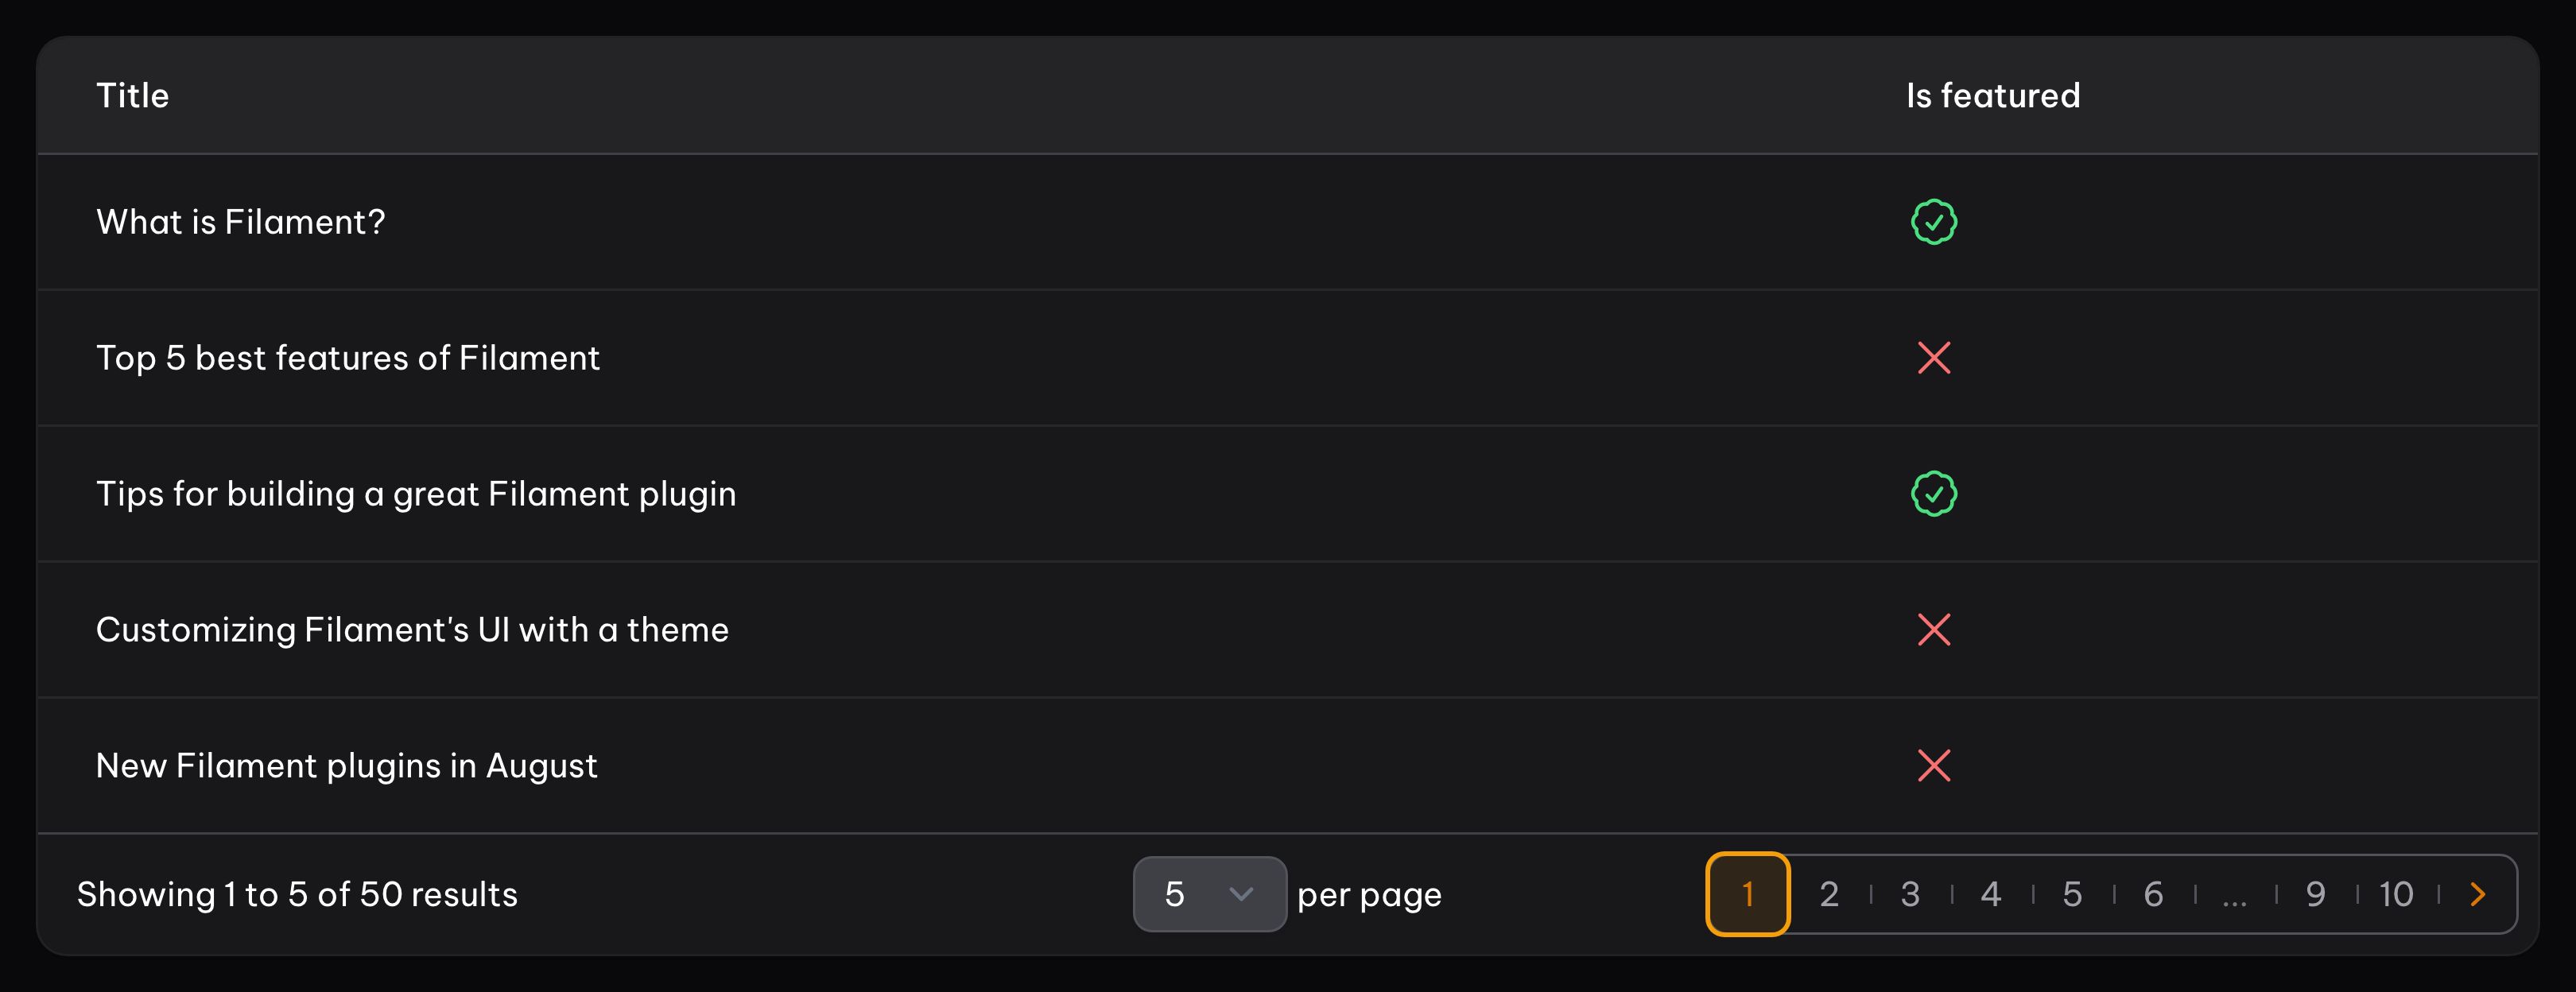 Title Is featured
What is Filament?
Top 5 best features of Filament
Tips for building a great Filament plugin
Customizing Filament's UI with a theme
New Filament plugins in August
Showing 1 to 5 of 50 results 5 per page 1 2 3 4 5 6 ... 9 10